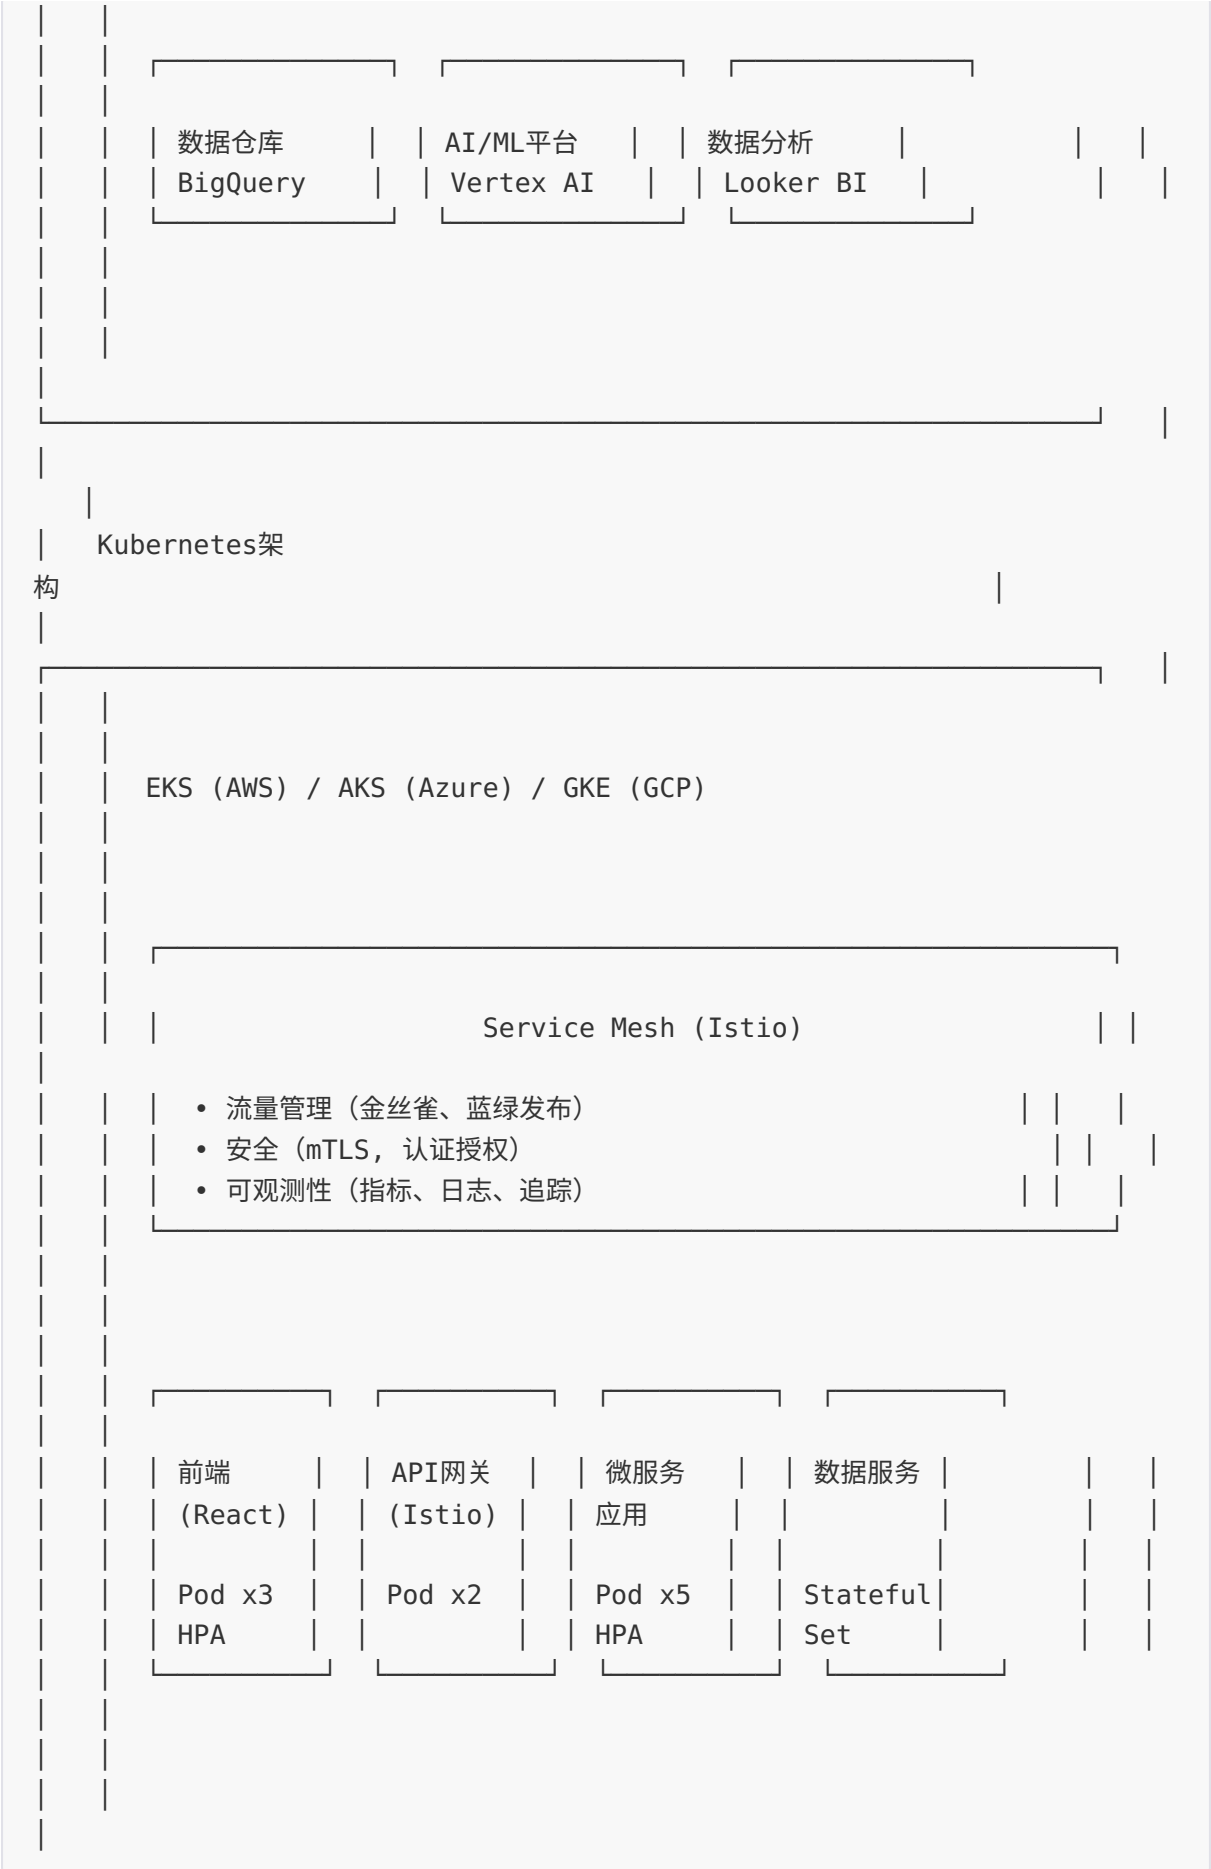 数据仓库 AI/ML平台 数据分析
BigQuery Vertex AI Looker BI
Kubernetes架
构
EKS (AWS) / AKS (Azure) / GKE (GCP)
Service Mesh (Istio)
• 流量管理（金丝雀、蓝绿发布）
• 安全（mTLS, 认证授权）
• 可观测性（指标、日志、追踪）
前端 API网关 微服务 数据服务
(React) (Istio) 应用
Pod x3 Pod x2 Pod x5 Stateful
HPA HPA Set